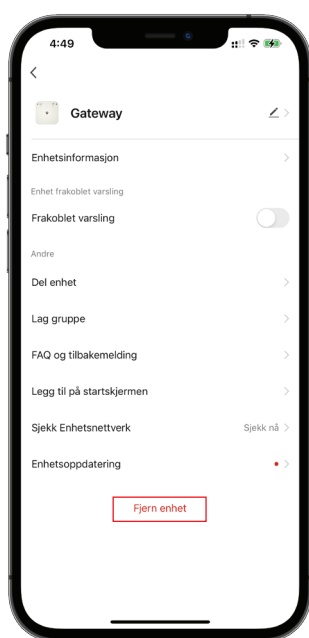 4:49
Gateway
Enhetsinformasjon
Enhet frakoblet varsling
Frakoblet varsling
Andre
Del enhet
Lag gruppe
FAQ og tilbakemelding
Legg til på startskjermen
Sjekk Enhetsnettverk Sjekk nå
Enhetsoppdatering
Fjern enhet